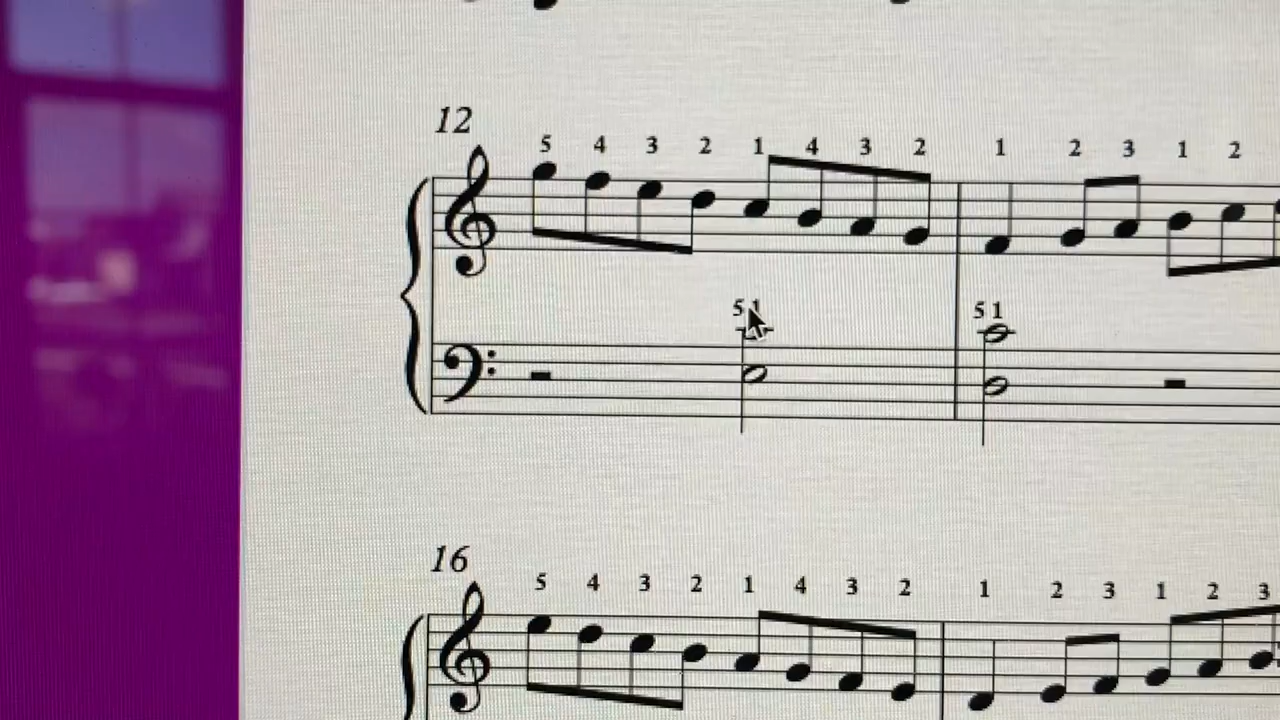 12
5 4 3 2 1 4 3 2 1 2 3 1 2
5 1 5 1
16
5 4 3 2 1 4 3 2 1 2 3 1 2 3